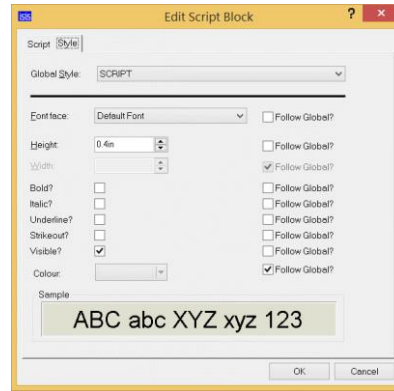 ISIS Edit Script Block ?
Script Style
Global Style: SCRIPT
Font face: Default Font Follow Global?
Height: 0.4in Follow Global?
Width: Follow Global?
Bold? Follow Global?
Italic? Follow Global?
Underline? Follow Global?
Strikeout? Follow Global?
Visible? Follow Global?
Colour: Follow Global?
Sample
ABC abc XYZ xyz 123
OK Cancel